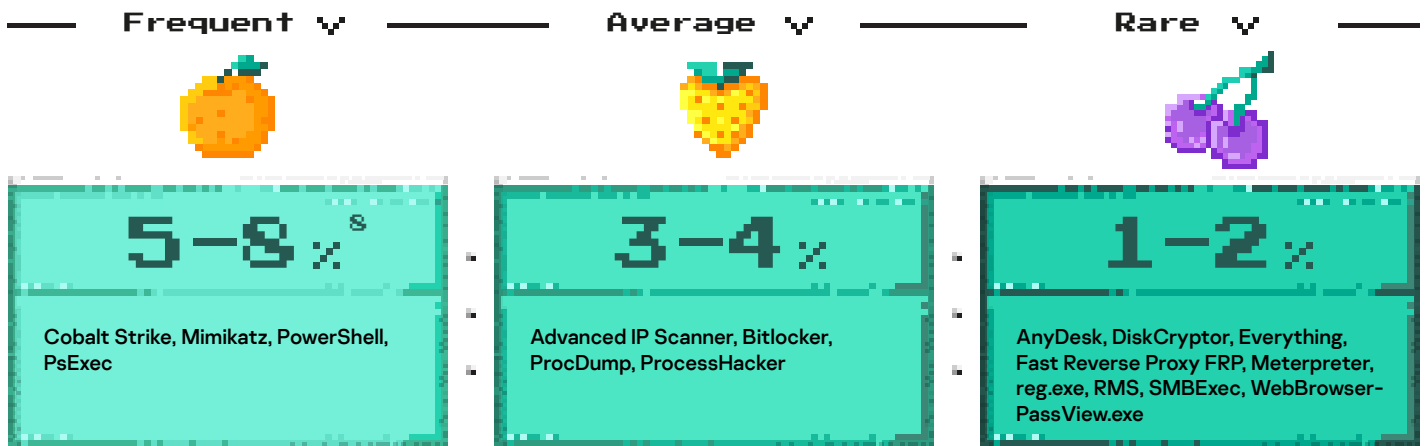 Frequent
Average
Rare
5–8% 8
3–4%
1–2%
Cobalt Strike, Mimikatz, PowerShell,
PsExec
Advanced IP Scanner, Bitlocker,
ProcDump, ProcessHacker
AnyDesk, DiskCryptor, Everything,
Fast Reverse Proxy FRP, Meterpreter,
reg.exe, RMS, SMBExec, WebBrowser-
PassView.exe